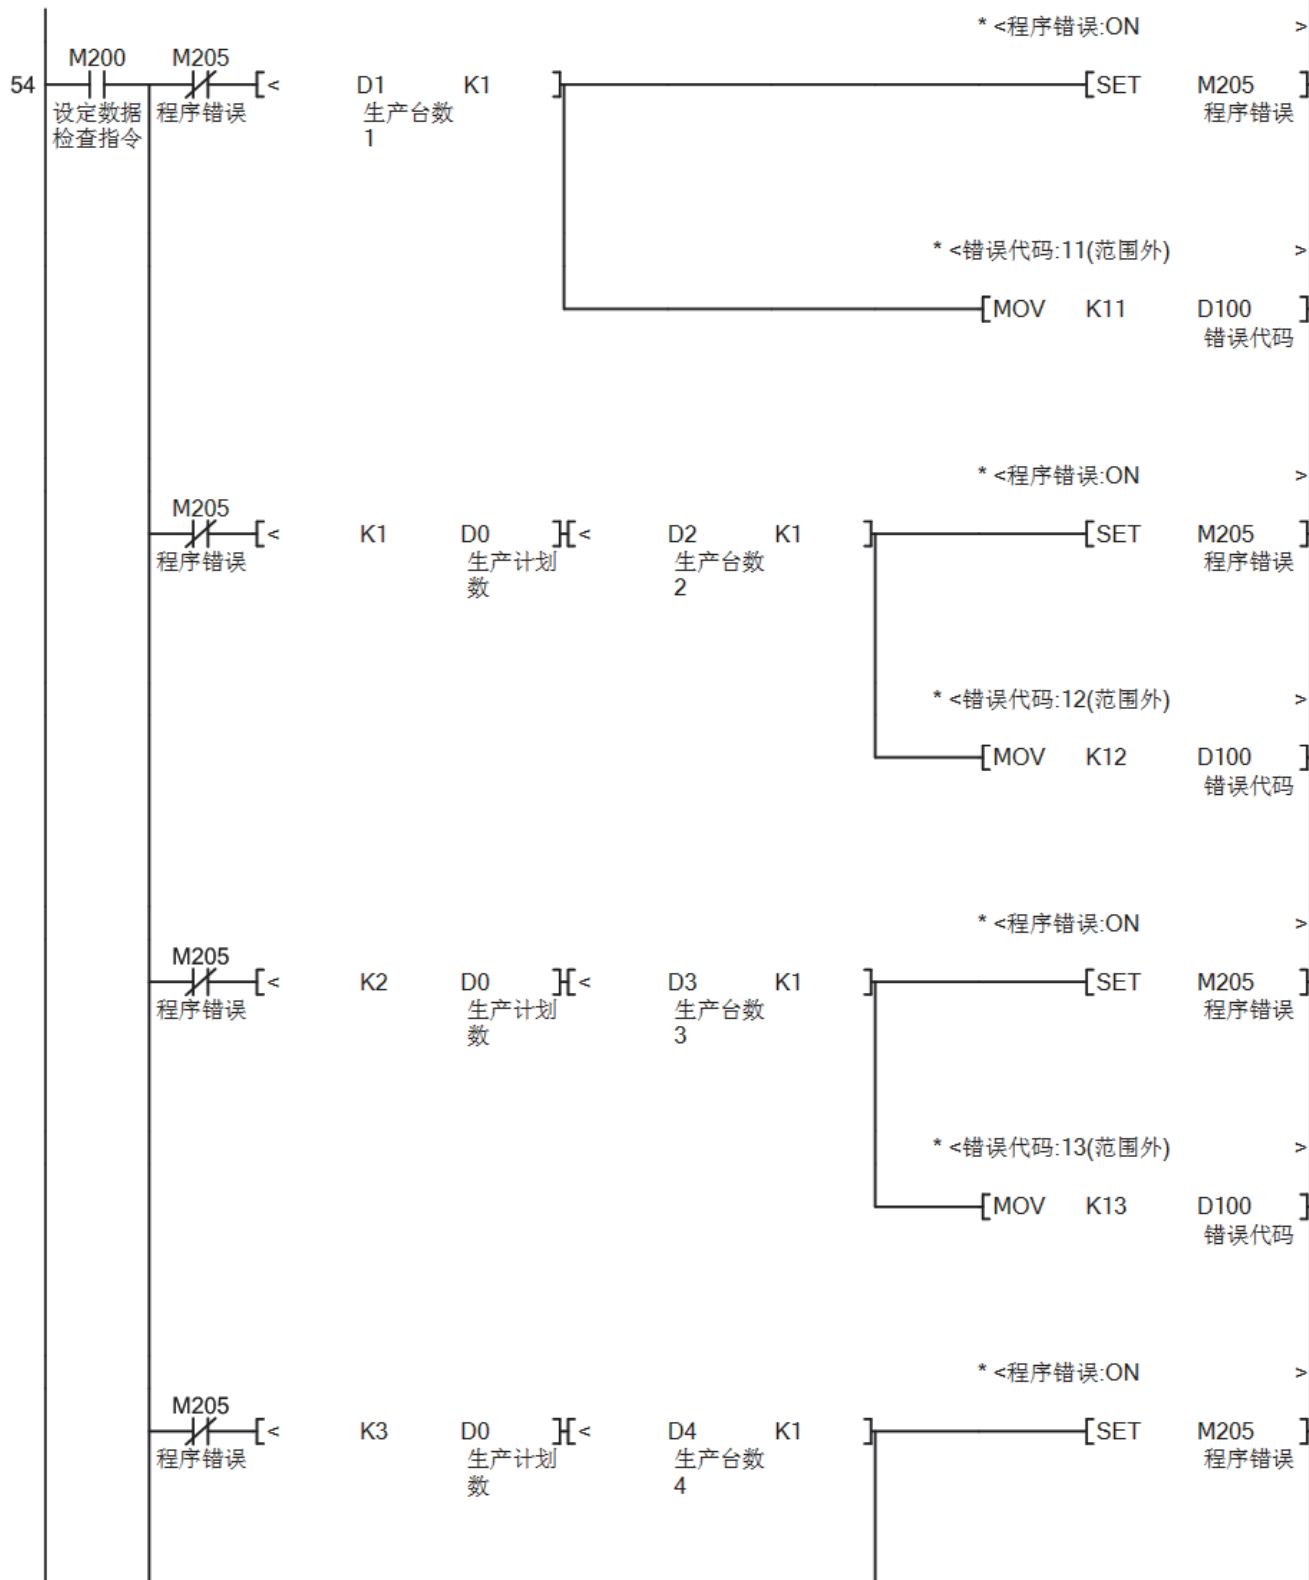 * <程序错误:ON >
M200 M205
54 [< D1 K1 ] [SET M205 ]
设定数据 程序错误 生产台数 程序错误
检查指令 1
* <错误代码:11(范围外) >
[MOV K11 D100 ]
错误代码
* <程序错误:ON >
M205
[< K1 D0 ][< D2 K1 ] [SET M205 ]
程序错误 生产计划 生产台数 程序错误
数 2
* <错误代码:12(范围外) >
[MOV K12 D100 ]
错误代码
* <程序错误:ON >
M205
[< K2 D0 ][< D3 K1 ] [SET M205 ]
程序错误 生产计划 生产台数 程序错误
数 3
* <错误代码:13(范围外) >
[MOV K13 D100 ]
错误代码
* <程序错误:ON >
M205
[< K3 D0 ][< D4 K1 ] [SET M205 ]
程序错误 生产计划 生产台数 程序错误
数 4